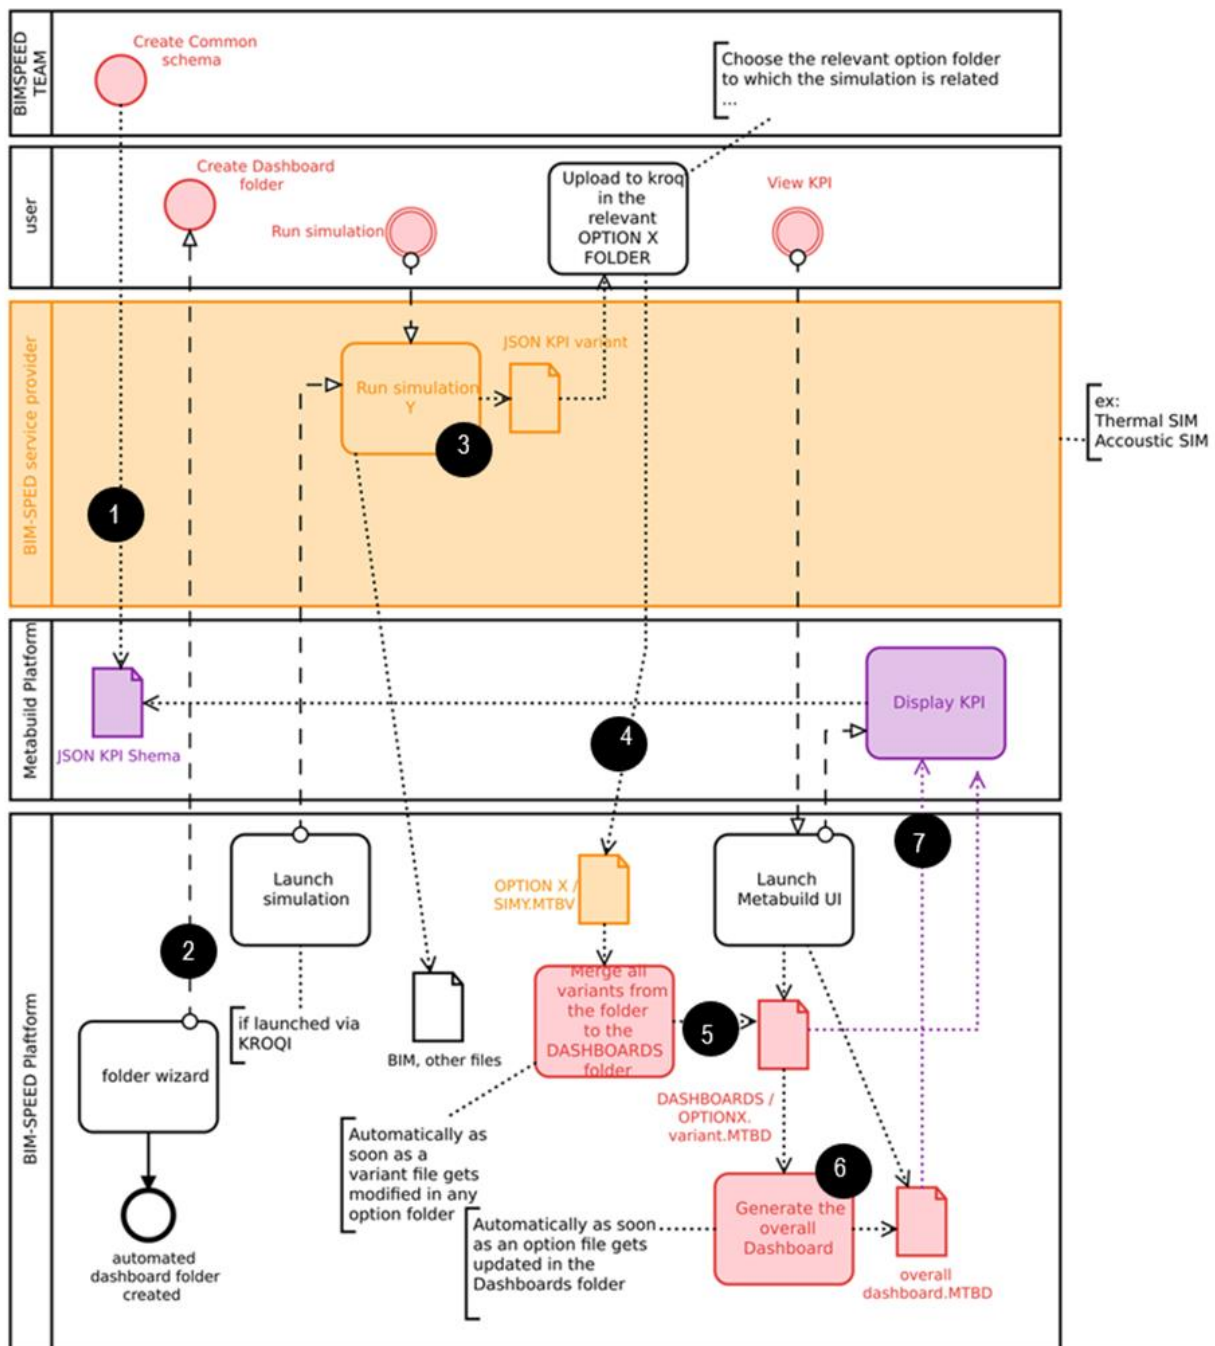 BIMSPEED
TEAM
Create Common
schema
Choose the relevant option folder
to which the simulation is related
...
user
Create Dashboard
folder
Run simulation
Upload to kroq
in the
relevant
OPTION X
FOLDER
View KPI
BIM-SPED service provider
JSON KPI variant
Run simulation
Y
3
1
ex:
Thermal SIM
Accoustic SIM
Metabuild Platform
JSON KPI Shema
Display KPI
4
BIM-SPEED Plaftform
7
Launch
simulation
OPTION X /
SIMY.MTBV
Launch
Metabuild UI
2
if launched via
KROQI
folder wizard
BIM, other files
Merge all
variants from
the folder
to the
DASHBOARDS
folder
5
DASHBOARDS /
OPTIONX.
variant.MTBD
Automatically as
soon as a
variant file gets
modified in any
option folder
6
Automatically as soon
as an option file gets
updated in the
Dashboards folder
Generate the
overall
Dashboard
automated
dashboard folder
created
overall
dashboard.MTBD